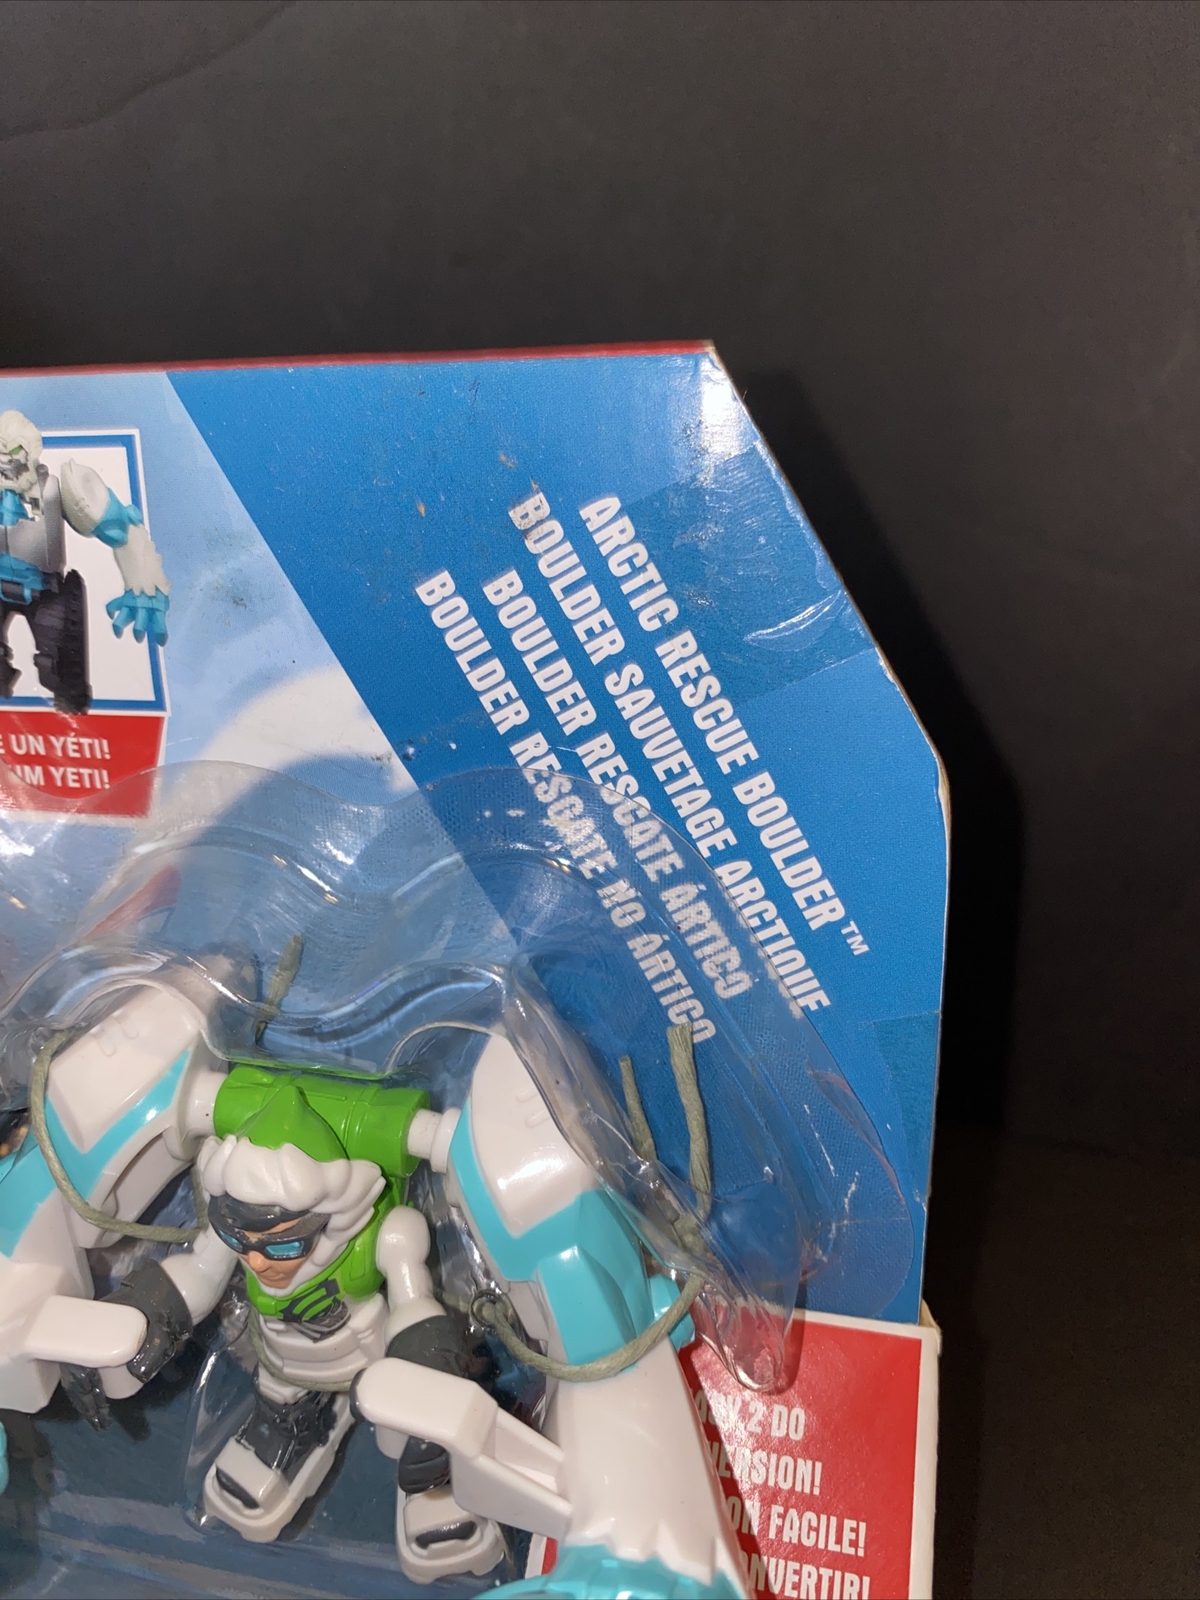 ARCTIC RESCUE BOULDER™
BOULDER SAUVETAGE ARCTIQUE
BOULDER RESCATE ÁRTICO
BOULDER RESGATE NO ÁRTICO
UN YÉTI!
UM YETI!
2 DO
FACILE!